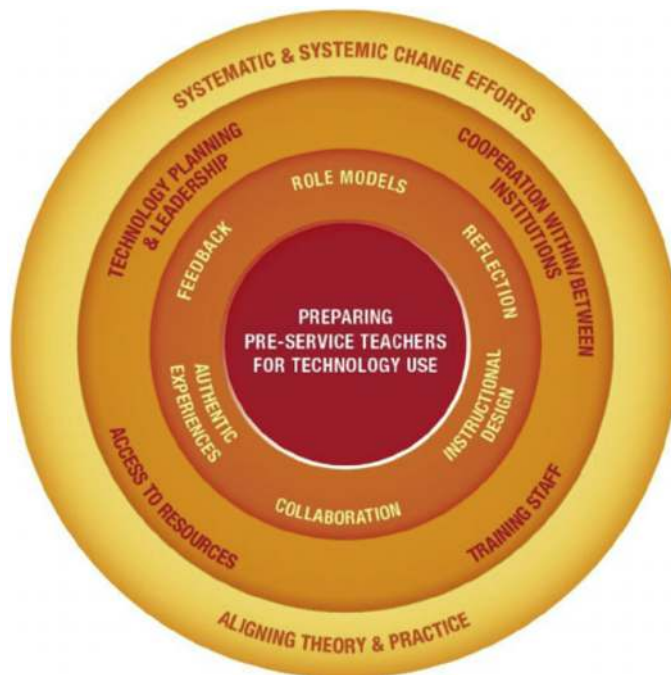 SYSTEMATIC & SYSTEMIC CHANGE EFFORTS
TECHNOLOGY PLANNING
& LEADERSHIP
COOPERATION WITHIN/BETWEEN
INSTITUTIONS
ROLE MODELS
FEEDBACK
REFLECTION
PREPARING
PRE-SERVICE TEACHERS
FOR TECHNOLOGY USE
AUTHENTIC
EXPERIENCES
INSTRUCTIONAL
DESIGN
COLLABORATION
ACCESS TO RESOURCES
TRAINING STAFF
ALIGNING THEORY & PRACTICE